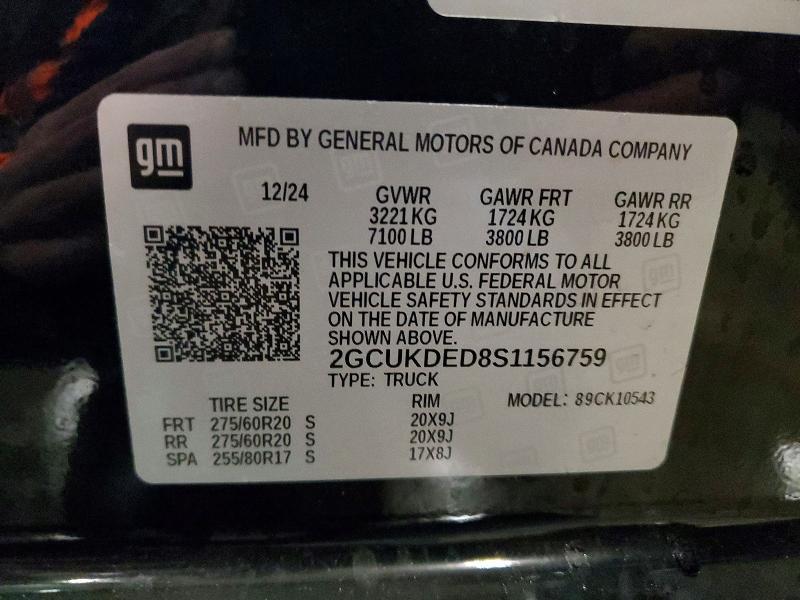 gm
MFD BY GENERAL MOTORS OF CANADA COMPANY
12/24 GVWR GAWR FRT GAWR RR
3221 KG 1724 KG 1724 KG
7100 LB 3800 LB 3800 LB
THIS VEHICLE CONFORMS TO ALL
APPLICABLE U.S. FEDERAL MOTOR
VEHICLE SAFETY STANDARDS IN EFFECT
ON THE DATE OF MANUFACTURE
SHOWN ABOVE.
2GCUKDED8S1156759
TYPE: TRUCK
TIRE SIZE RIM MODEL: 89CK10543
FRT 275/60R20 S 20X9J
RR 275/60R20 S 20X9J
SPA 255/80R17 S 17X8J